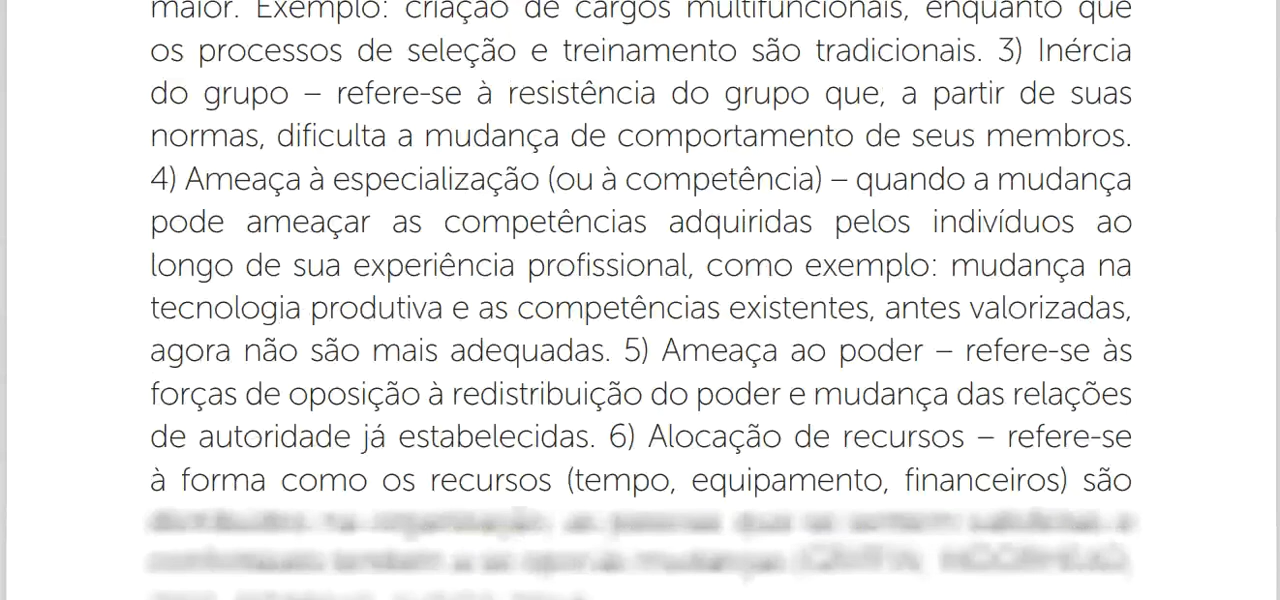 maior. Exemplo: criação de cargos multifuncionais, enquanto que
os processos de seleção e treinamento são tradicionais. 3) Inércia
do grupo – refere-se à resistência do grupo que, a partir de suas
normas, dificulta a mudança de comportamento de seus membros.
4) Ameaça à especialização (ou à competência) – quando a mudança
pode ameaçar as competências adquiridas pelos indivíduos ao
longo de sua experiência profissional, como exemplo: mudança na
tecnologia produtiva e as competências existentes, antes valorizadas,
agora não são mais adequadas. 5) Ameaça ao poder – refere-se às
forças de oposição à redistribuição do poder e mudança das relações
de autoridade já estabelecidas. 6) Alocação de recursos – refere-se
à forma como os recursos (tempo, equipamento, financeiros) são